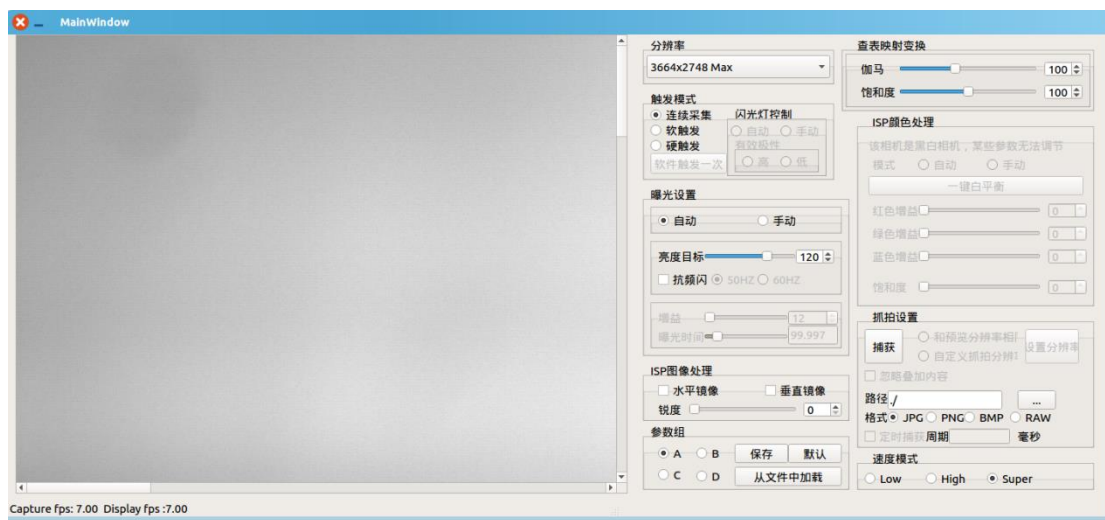 MainWindow
分辨率
3664x2748 Max
触发模式
连续采集
闪光灯控制
软触发
自动
手动
硬触发
有效极性
软件触发一次
高
低
曝光设置
自动
手动
亮度目标
120
抗频闪
50HZ
60HZ
增益
12
曝光时间
99.997
ISP图像处理
水平镜像
垂直镜像
锐度
0
参数组
A
B
保存
默认
C
D
从文件中加载
查表映射变换
伽马
100
饱和度
100
ISP颜色处理
该相机是黑白相机，某些参数无法调节
模式
自动
手动
一键白平衡
红色增益
0
绿色增益
0
蓝色增益
0
饱和度
0
抓拍设置
捕获
和预览分辨率相
自定义抓拍分辨
设置分辨率
忽略叠加内容
路径
./
...
格式
JPG
PNG
BMP
RAW
定时捕获
周期
毫秒
速度模式
Low
High
Super
Capture fps: 7.00 Display fps :7.00